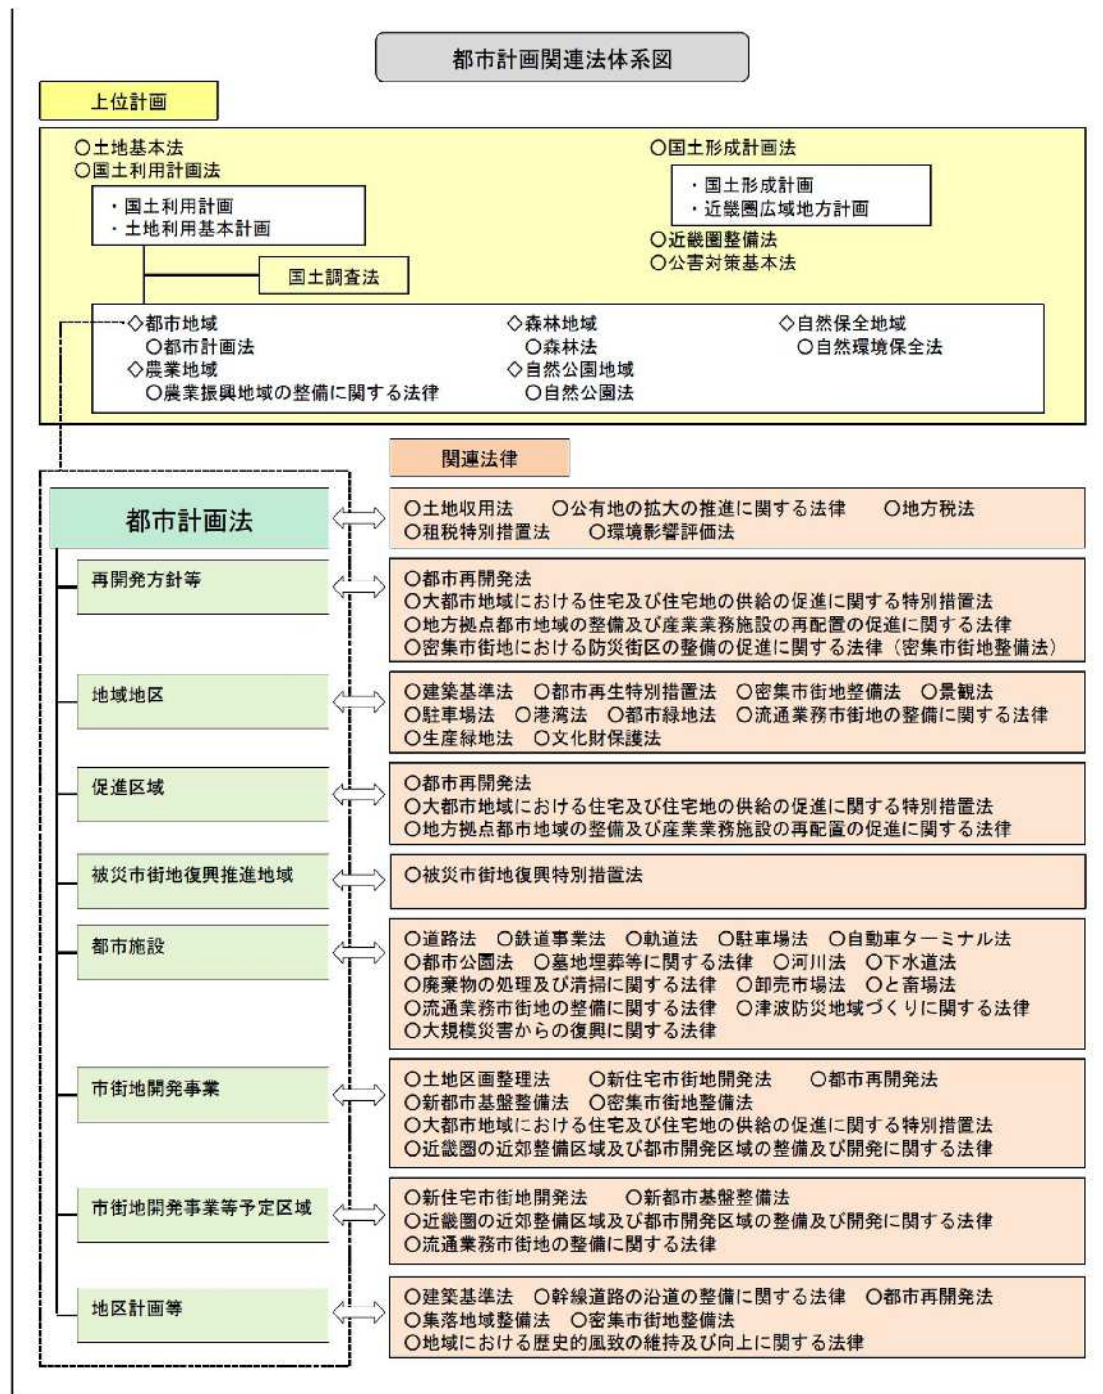 都市計画関連法体系図
上位計画
○土地基本法
○国土利用計画法
・国土利用計画
・土地利用基本計画
国土調査法
○国土形成計画法
・国土形成計画
・近畿圏広域地方計画
○近畿圏整備法
○公害対策基本法
◇都市地域
○都市計画法
◇農業地域
○農業振興地域の整備に関する法律
◇森林地域
○森林法
◇自然公園地域
○自然公園法
◇自然保全地域
○自然環境保全法
関連法律
都市計画法
○土地収用法 ○公有地の拡大の推進に関する法律 ○地方税法
○租税特別措置法 ○環境影響評価法
再開発方針等
○都市再開発法
○大都市地域における住宅及び住宅地の供給の促進に関する特別措置法
○地方拠点都市地域の整備及び産業業務施設の再配置の促進に関する法律
○密集市街地における防災街区の整備の促進に関する法律(密集市街地整備法)
地域地区
○建築基準法 ○都市再生特別措置法 ○密集市街地整備法 ○景観法
○駐車場法 ○港湾法 ○都市緑地法 ○流通業務市街地の整備に関する法律
○生産緑地法 ○文化財保護法
促進区域
○都市再開発法
○大都市地域における住宅及び住宅地の供給の促進に関する特別措置法
○地方拠点都市地域の整備及び産業業務施設の再配置の促進に関する法律
被災市街地復興推進地域
○被災市街地復興特別措置法
都市施設
○道路法 ○鉄道事業法 ○軌道法 ○駐車場法 ○自動車ターミナル法
○都市公園法 ○墓地埋葬等に関する法律 ○河川法 ○下水道法
○廃棄物の処理及び清掃に関する法律 ○卸売市場法 ○と畜場法
○流通業務市街地の整備に関する法律 ○津波防災地域づくりに関する法律
○大規模災害からの復興に関する法律
市街地開発事業
○土地区画整理法 ○新住宅市街地開発法 ○都市再開発法
○新都市基盤整備法 ○密集市街地整備法
○大都市地域における住宅及び住宅地の供給の促進に関する特別措置法
○近畿圏の近郊整備区域及び都市開発区域の整備及び開発に関する法律
市街地開発事業等予定区域
○新住宅市街地開発法 ○新都市基盤整備法
○近畿圏の近郊整備区域及び都市開発区域の整備及び開発に関する法律
○流通業務市街地の整備に関する法律
地区計画等
○建築基準法 ○幹線道路の沿道の整備に関する法律 ○都市再開発法
○集落地域整備法 ○密集市街地整備法
○地域における歴史的風致の維持及び向上に関する法律